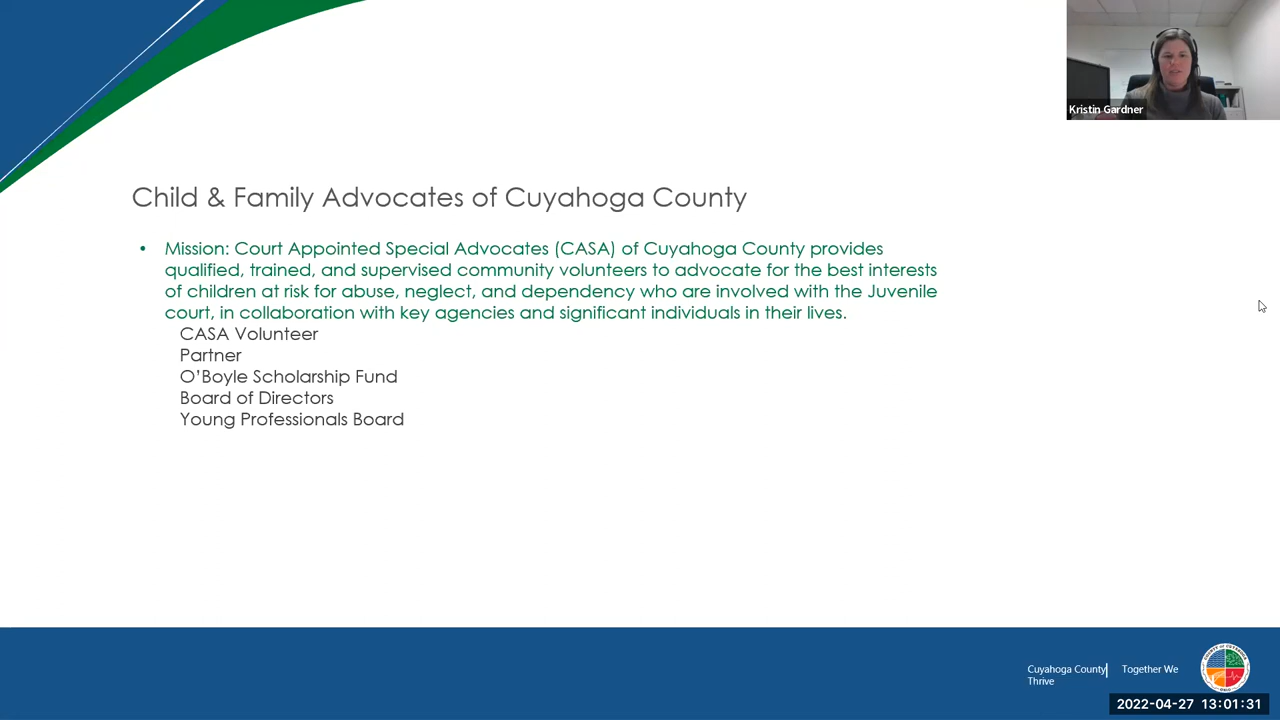 Kristin Gardner
Child & Family Advocates of Cuyahoga County
• Mission: Court Appointed Special Advocates (CASA) of Cuyahoga County provides
qualified, trained, and supervised community volunteers to advocate for the best interests
of children at risk for abuse, neglect, and dependency who are involved with the Juvenile
court, in collaboration with key agencies and significant individuals in their lives.
CASA Volunteer
Partner
O’Boyle Scholarship Fund
Board of Directors
Young Professionals Board
Cuyahoga County| Together We
Thrive
2022-04-27 13:01:31